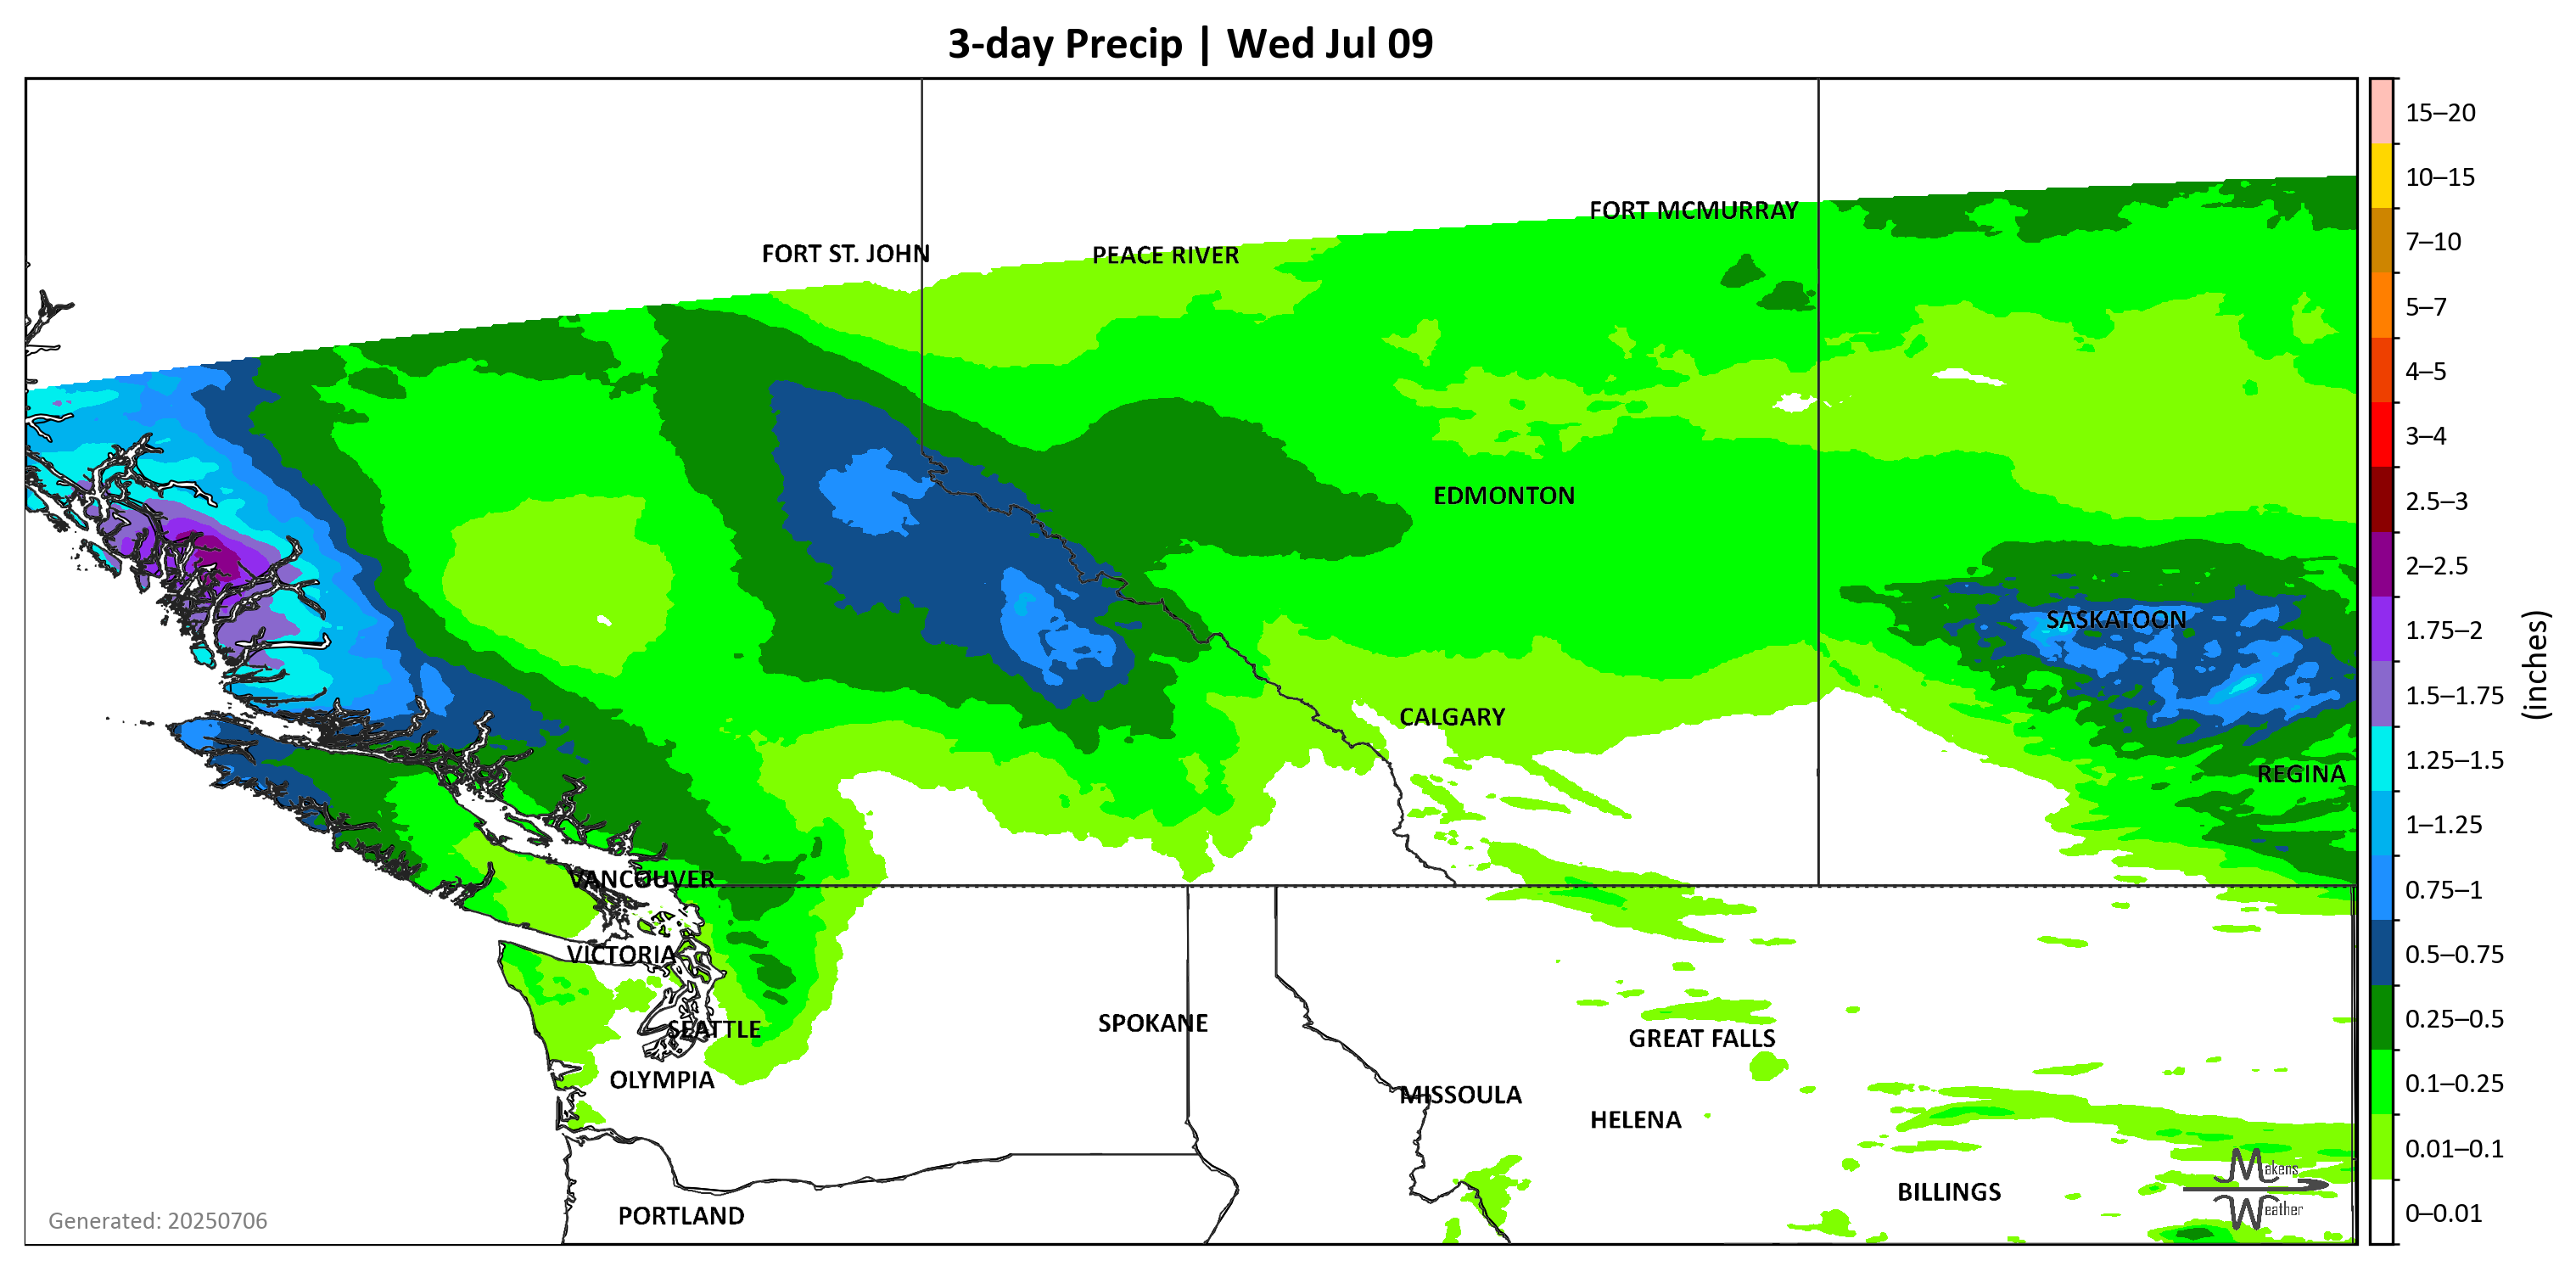 3-day Precip | Wed Jul 09
FORT MCMURRAY
FORT ST. JOHN
PEACE RIVER
EDMONTON
SASKATOON
CALGARY
REGINA
VANCOUVER
VICTORIA
SEATTLE
SPOKANE
GREAT FALLS
OLYMPIA
MISSOULA
HELENA
BILLINGS
PORTLAND
Makens
Weather
Generated: 20250706
15–20
10–15
7–10
5–7
4–5
3–4
2.5–3
2–2.5
1.75–2
1.5–1.75
1.25–1.5
1–1.25
0.75–1
0.5–0.75
0.25–0.5
0.1–0.25
0.01–0.1
0–0.01
(inches)